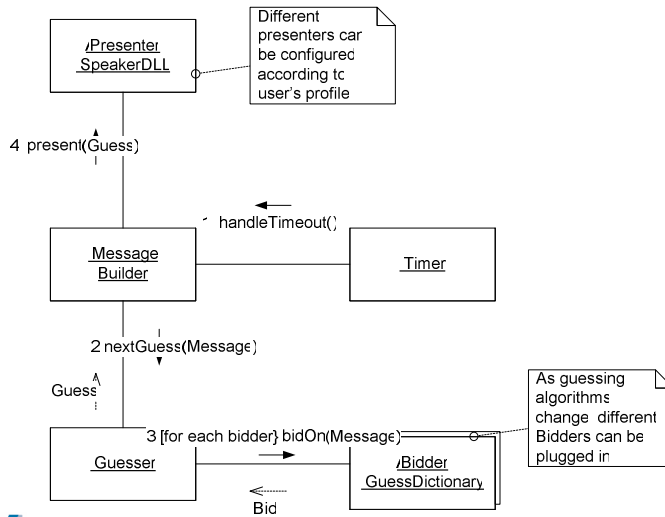 /Presenter
SpeakerDLL
Different
presenters can
be configured
according to
user's profile
4 present(Guess)
handleTimeout()
Message
Builder
Timer
2 nextGuess(Message)
Guess
As guessing
algorithms
change different
Bidders can be
plugged in
3 [for each bidder} bidOn(Message)
Guesser
/Bidder
GuessDictionary
Bid